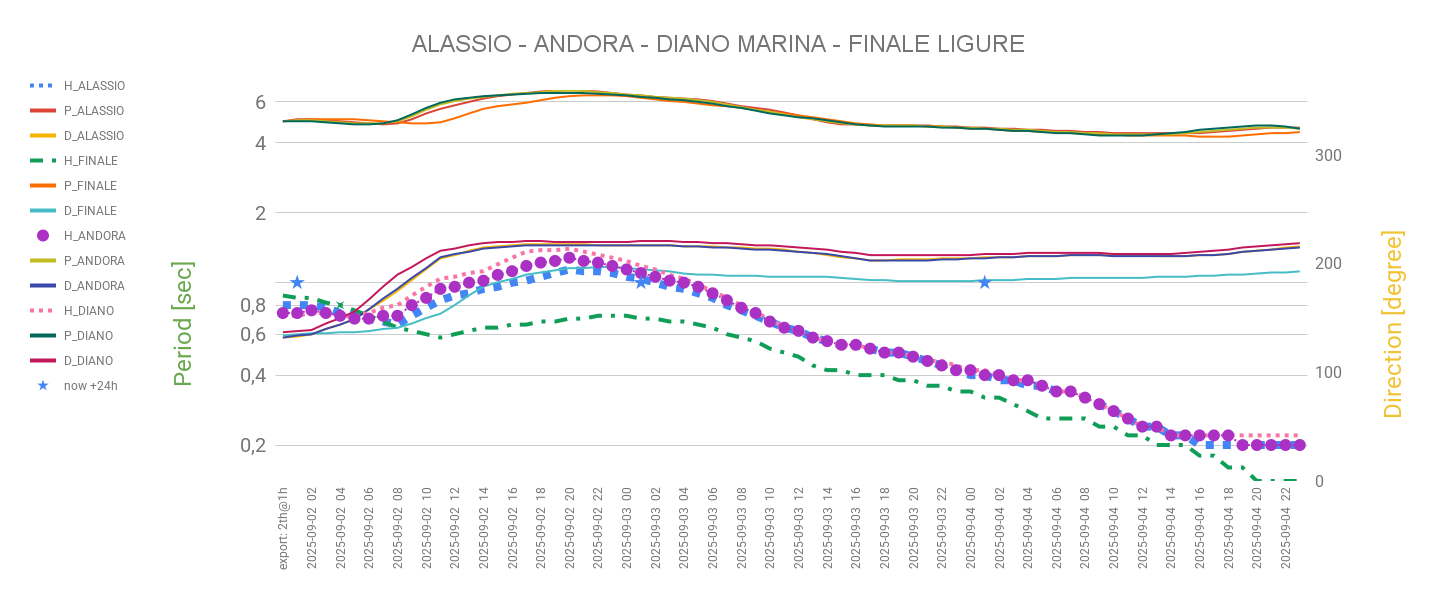 ALASSIO - ANDORA - DIANO MARINA - FINALE LIGURE
H_ALASSIO
P_ALASSIO
D_ALASSIO
H_FINALE
P_FINALE
D_FINALE
H_ANDORA
P_ANDORA
D_ANDORA
H_DIANO
P_DIANO
D_DIANO
now +24h
Period [sec]
6
4
2
0,8
0,6
0,4
0,2
300
200
100
0
Direction [degree]
export: 2th@1h
2025-09-02 02
2025-09-02 04
2025-09-02 06
2025-09-02 08
2025-09-02 10
2025-09-02 12
2025-09-02 14
2025-09-02 16
2025-09-02 18
2025-09-02 20
2025-09-02 22
2025-09-03 00
2025-09-03 02
2025-09-03 04
2025-09-03 06
2025-09-03 08
2025-09-03 10
2025-09-03 12
2025-09-03 14
2025-09-03 16
2025-09-03 18
2025-09-03 20
2025-09-03 22
2025-09-04 00
2025-09-04 02
2025-09-04 04
2025-09-04 06
2025-09-04 08
2025-09-04 10
2025-09-04 12
2025-09-04 14
2025-09-04 16
2025-09-04 18
2025-09-04 20
2025-09-04 22